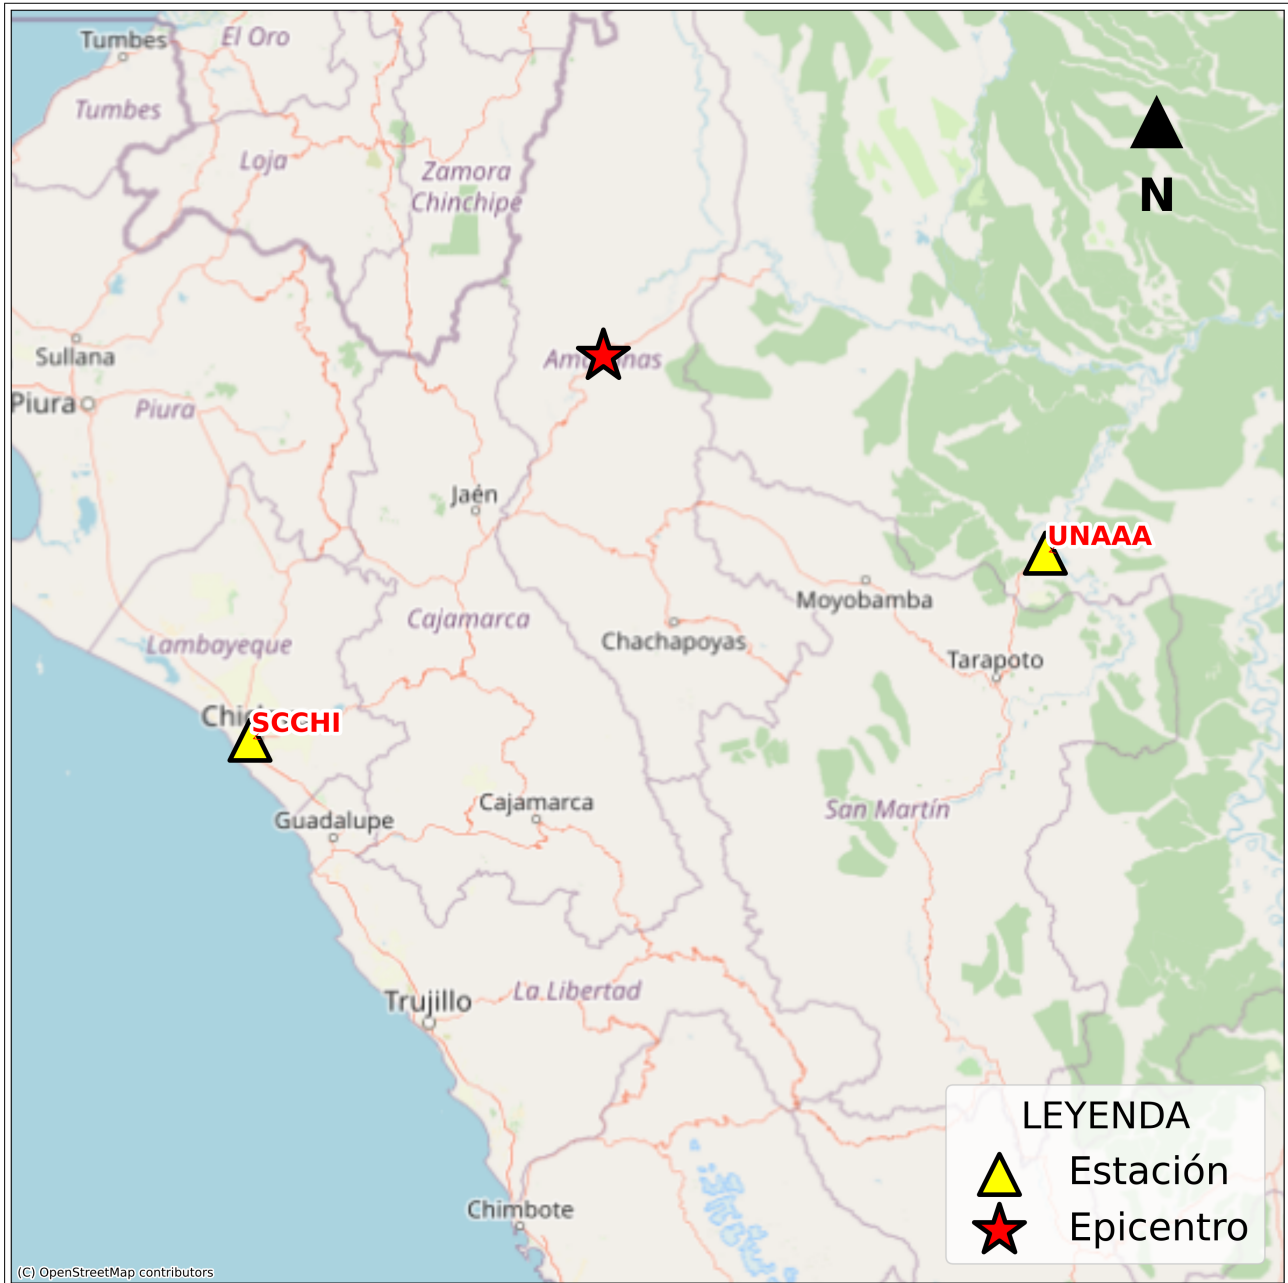 Tumbes
El Oro
Tumbes
Loja
Zamora
Chinchipe
N
Sullana
Amazonas
Piura
Piura
Jaén
UNAAA
Moyobamba
Cajamarca
Chachapoyas
Lambayeque
Tarapoto
SCCHI
Cajamarca
San Martín
Guadalupe
La Libertad
Trujillo
LEYENDA
Estación
Chimbote
Epicentro
(C) OpenStreetMap contributors